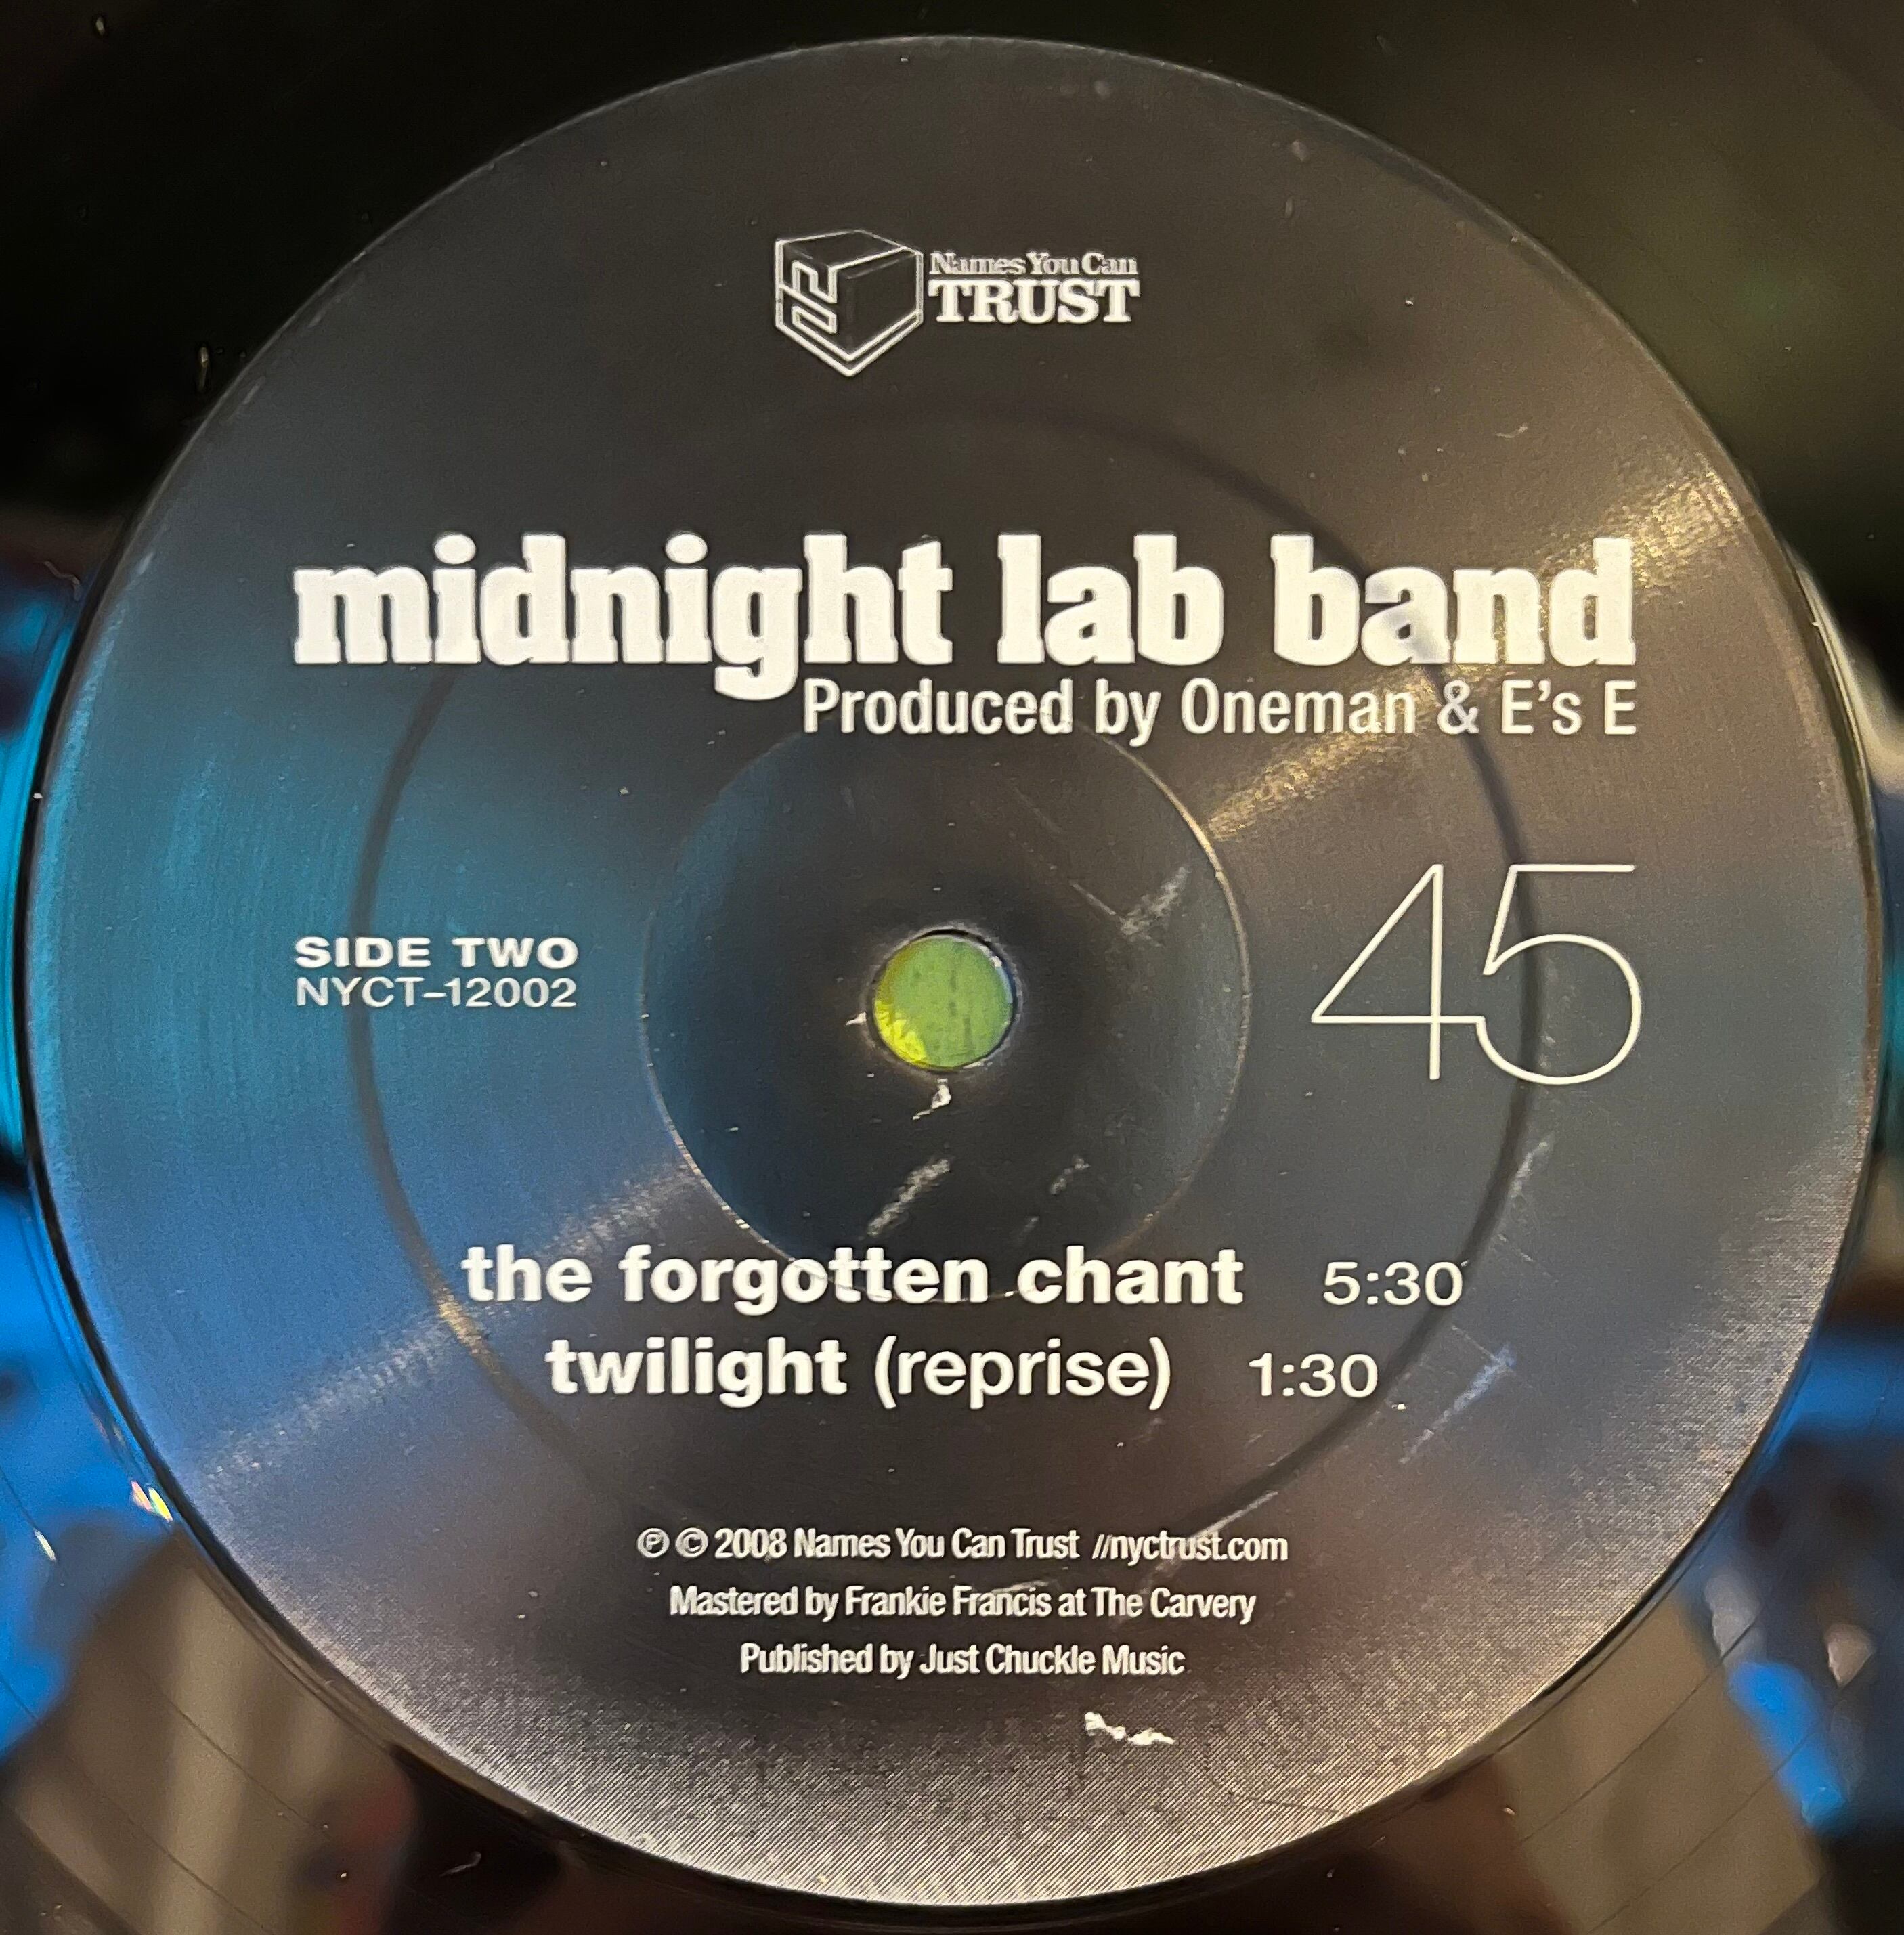 Names You Can
TRUST
midnight lab band
Produced by Oneman & E's E
SIDE TWO
NYCT-12002
45
the forgotten chant 5:30
twilight (reprise) 1:30
℗ © 2008 Names You Can Trust //nyctrust.com
Mastered by Frankie Francis at The Carvery
Published by Just Chuckle Music